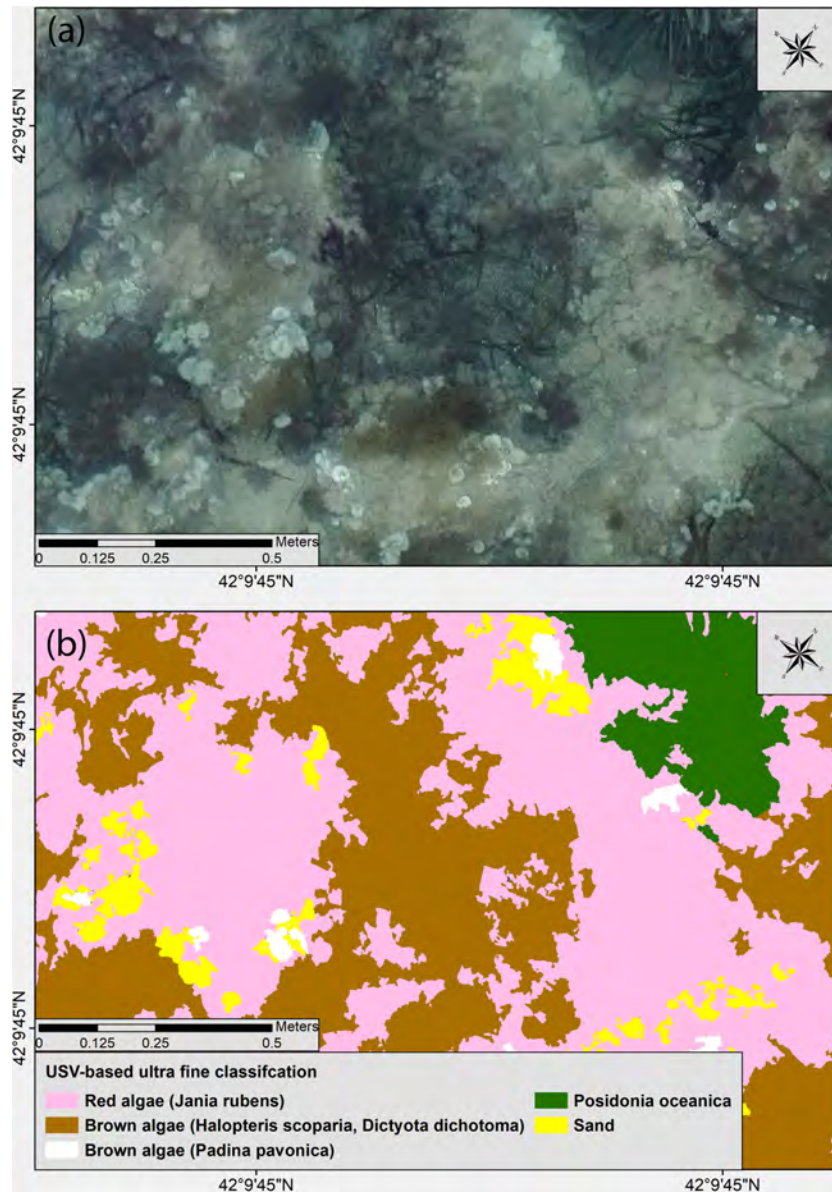 (a)
42°9'45"N
42°9'45"N
Meters
0 0.125 0.25 0.5
42°9'45"N 42°9'45"N
(b)
42°9'45"N
42°9'45"N
Meters
0 0.125 0.25 0.5
USV-based ultra fine classifcation
Red algae (Jania rubens)
Brown algae (Halopteris scoparia, Dictyota dichotoma)
Brown algae (Padina pavonica)
Posidonia oceanica
Sand
42°9'45"N 42°9'45"N